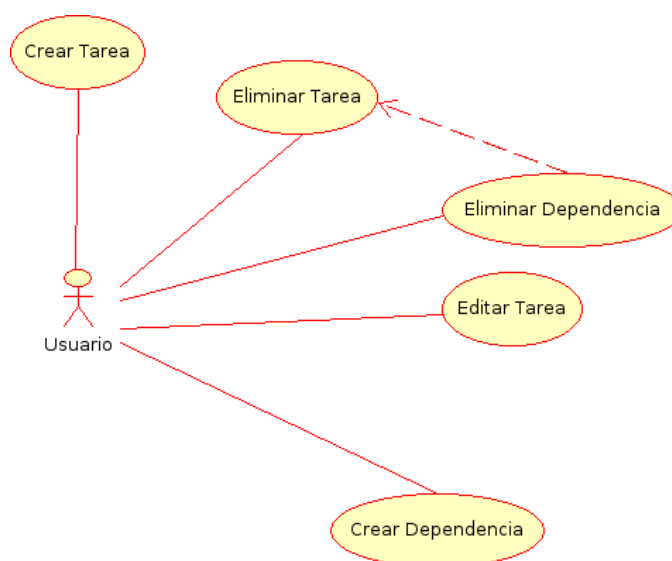 Crear Tarea
Eliminar Tarea
Eliminar Dependencia
Editar Tarea
Usuario
Crear Dependencia